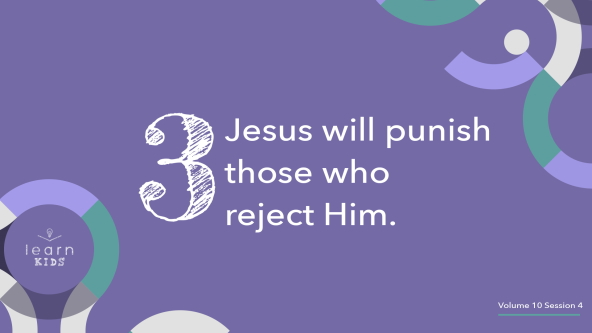 3
Jesus will punish
those who
reject Him.
learn
KIDS
Volume 10 Session 4